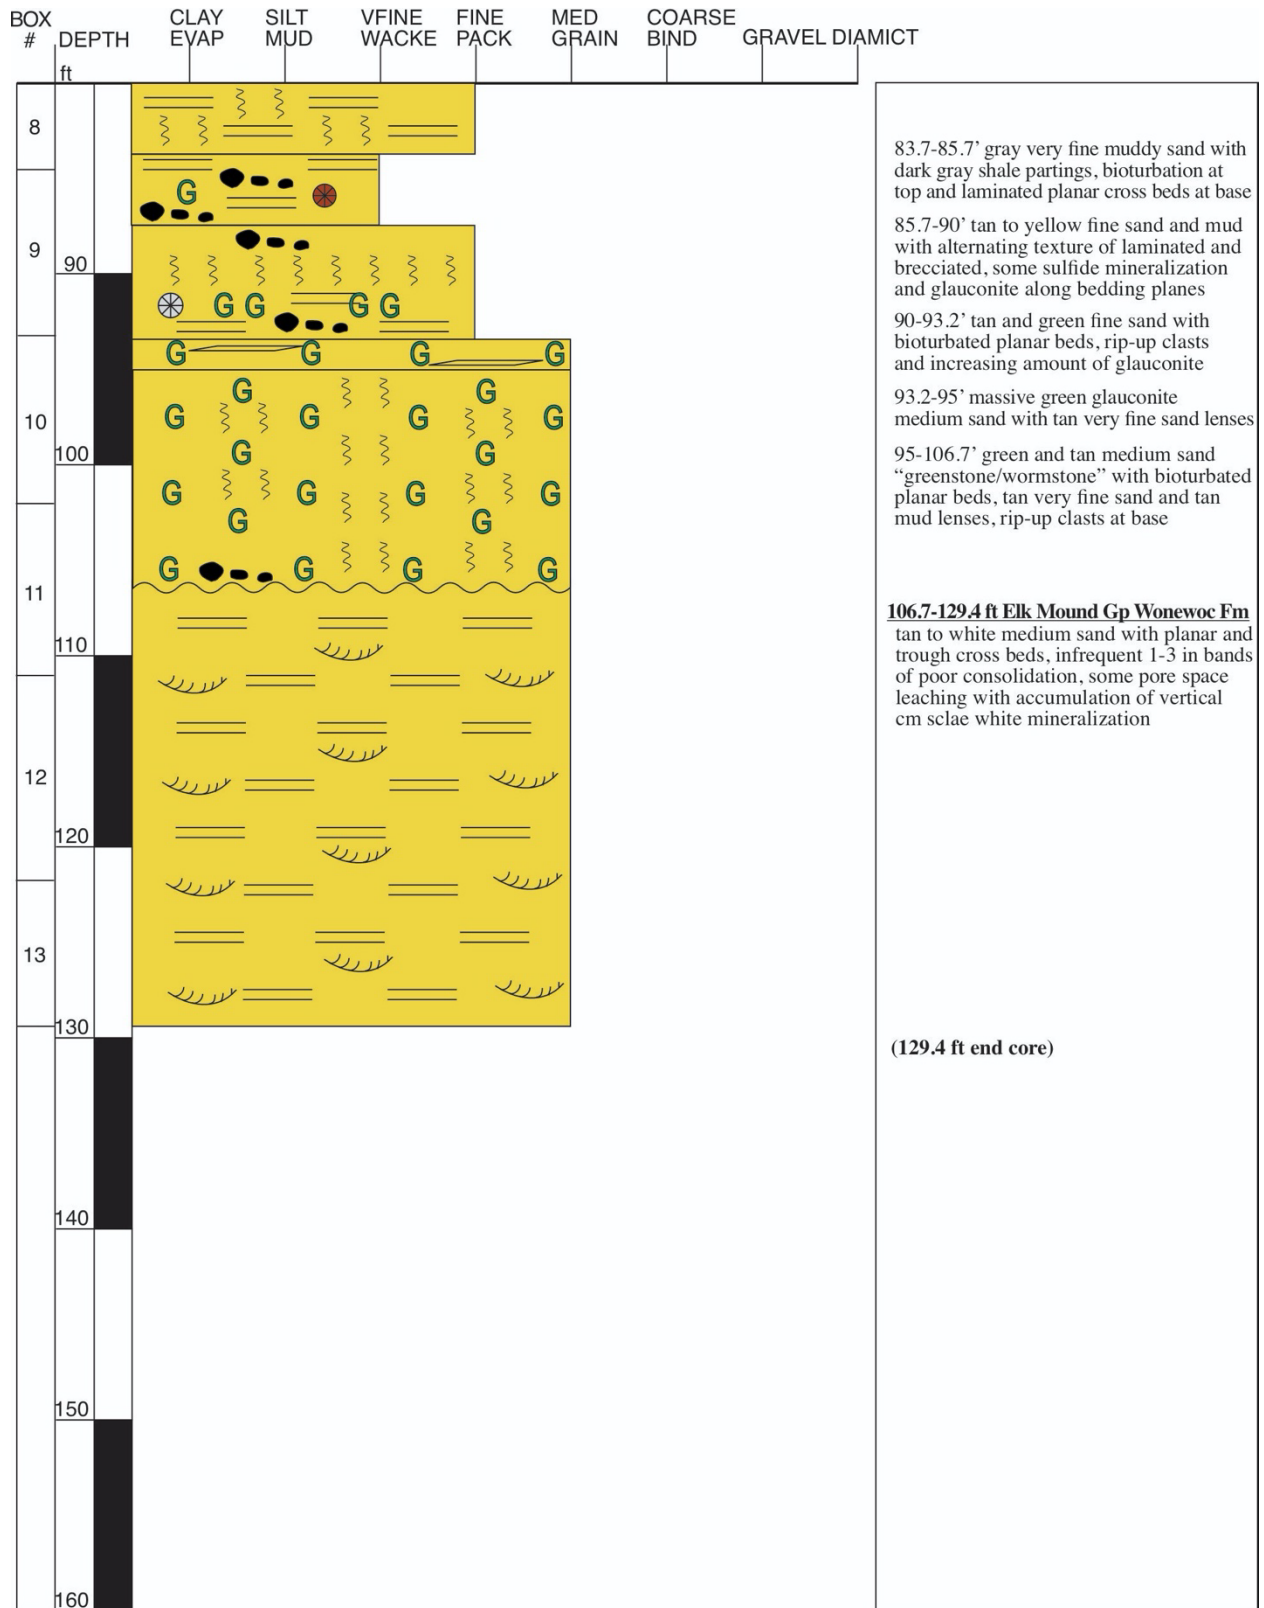 BOX CLAY SILT VFINE FINE MED COARSE
# DEPTH EVAP MUD WACKE PACK GRAIN BIND GRAVEL DIAMICT
ft
8
83.7-85.7’ gray very fine muddy sand with
dark gray shale partings, bioturbation at
top and laminated planar cross beds at base
G
85.7-90’ tan to yellow fine sand and mud
with alternating texture of laminated and
brecciated, some sulfide mineralization
and glauconite along bedding planes
9
90
G G G G
90-93.2’ tan and green fine sand with
bioturbated planar beds, rip-up clasts
and increasing amount of glauconite
G G G G
93.2-95’ massive green glauconite
medium sand with tan very fine sand lenses
G G
10
G G G G
100
G G
95-106.7’ green and tan medium sand
“greenstone/wormstone” with bioturbated
planar beds, tan very fine sand and tan
mud lenses, rip-up clasts at base
G G G G
G G
G G G G
11
106.7-129.4 ft Elk Mound Gp Wonewoc Fm
tan to white medium sand with planar and
trough cross beds, infrequent 1-3 in bands
of poor consolidation, some pore space
leaching with accumulation of vertical
cm sclae white mineralization
110
12
120
13
130
(129.4 ft end core)
140
150
160